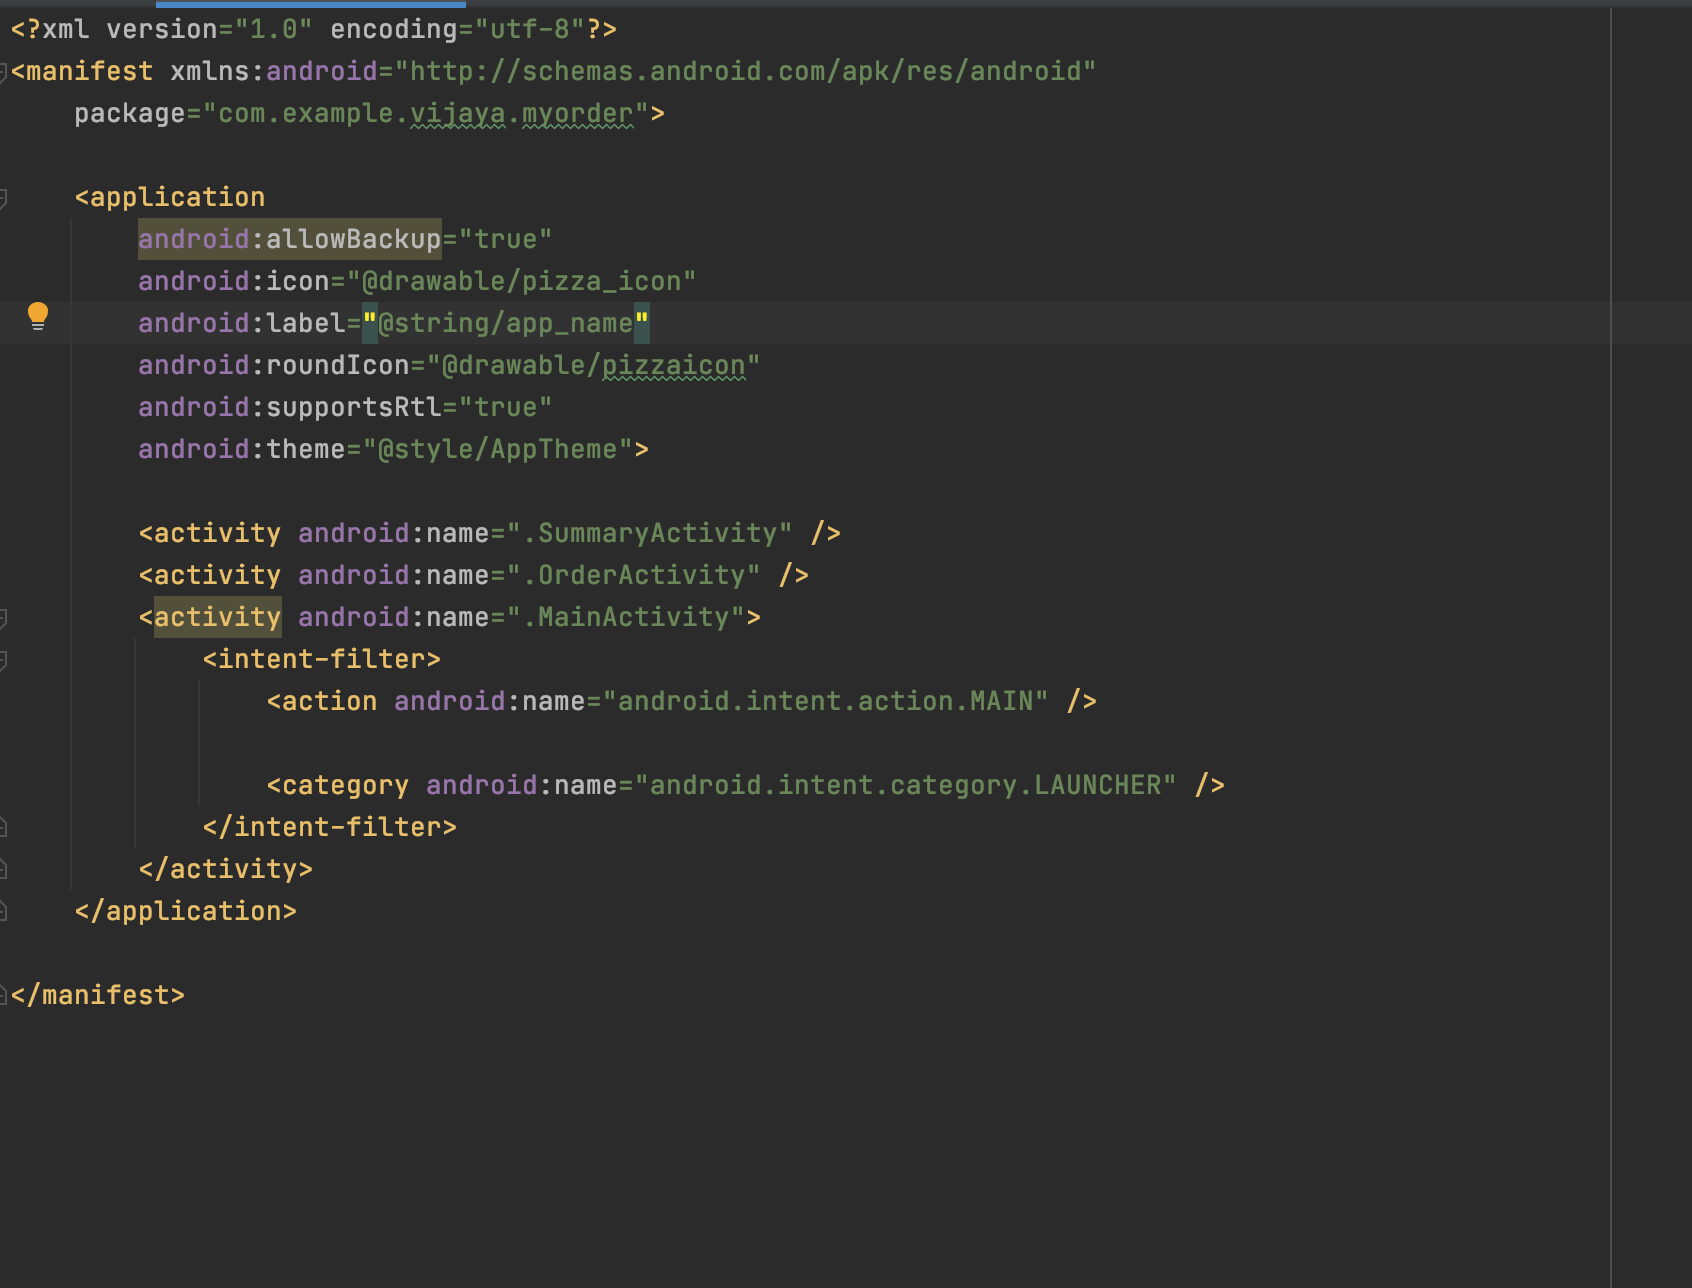 <?xml version="1.0" encoding="utf-8"?>
<manifest xmlns:android="http://schemas.android.com/apk/res/android"
    package="com.example.vijaya.myorder">
    <application
        android:allowBackup="true"
        android:icon="@drawable/pizza_icon"
        android:label="@string/app_name"
        android:roundIcon="@drawable/pizzaicon"
        android:supportsRtl="true"
        android:theme="@style/AppTheme">
        <activity android:name=".SummaryActivity" />
        <activity android:name=".OrderActivity" />
        <activity android:name=".MainActivity">
            <intent-filter>
                <action android:name="android.intent.action.MAIN" />
                <category android:name="android.intent.category.LAUNCHER" />
            </intent-filter>
        </activity>
    </application>
</manifest>